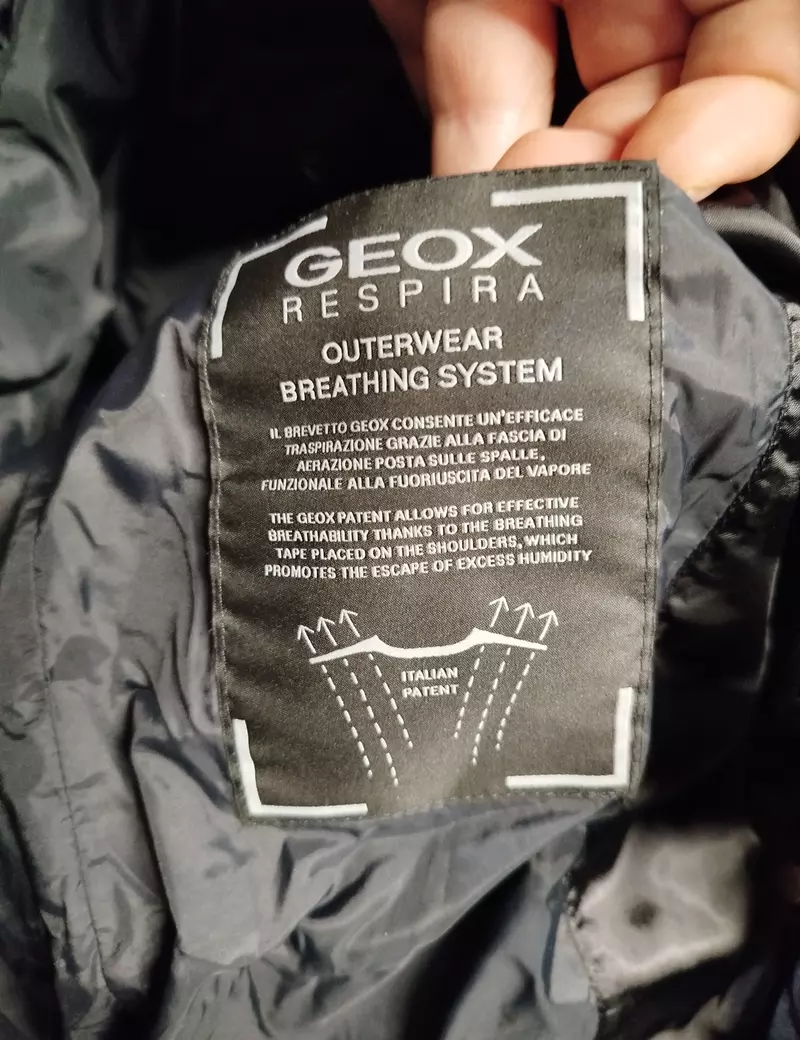 GEOX
RESPIRA
OUTERWEAR
BREATHING SYSTEM
IL BREVETTO GEOX CONSENTE UN'EFFICACE
TRASPIRAZIONE GRAZIE ALLA FASCIA DI
AERAZIONE POSTA SULLE SPALLE,
FUNZIONALE ALLA FUORIUSCITA DEL VAPORE
THE GEOX PATENT ALLOWS FOR EFFECTIVE
BREATHABILITY THANKS TO THE BREATHING
TAPE PLACED ON THE SHOULDERS, WHICH
PROMOTES THE ESCAPE OF EXCESS HUMIDITY
ITALIAN
PATENT